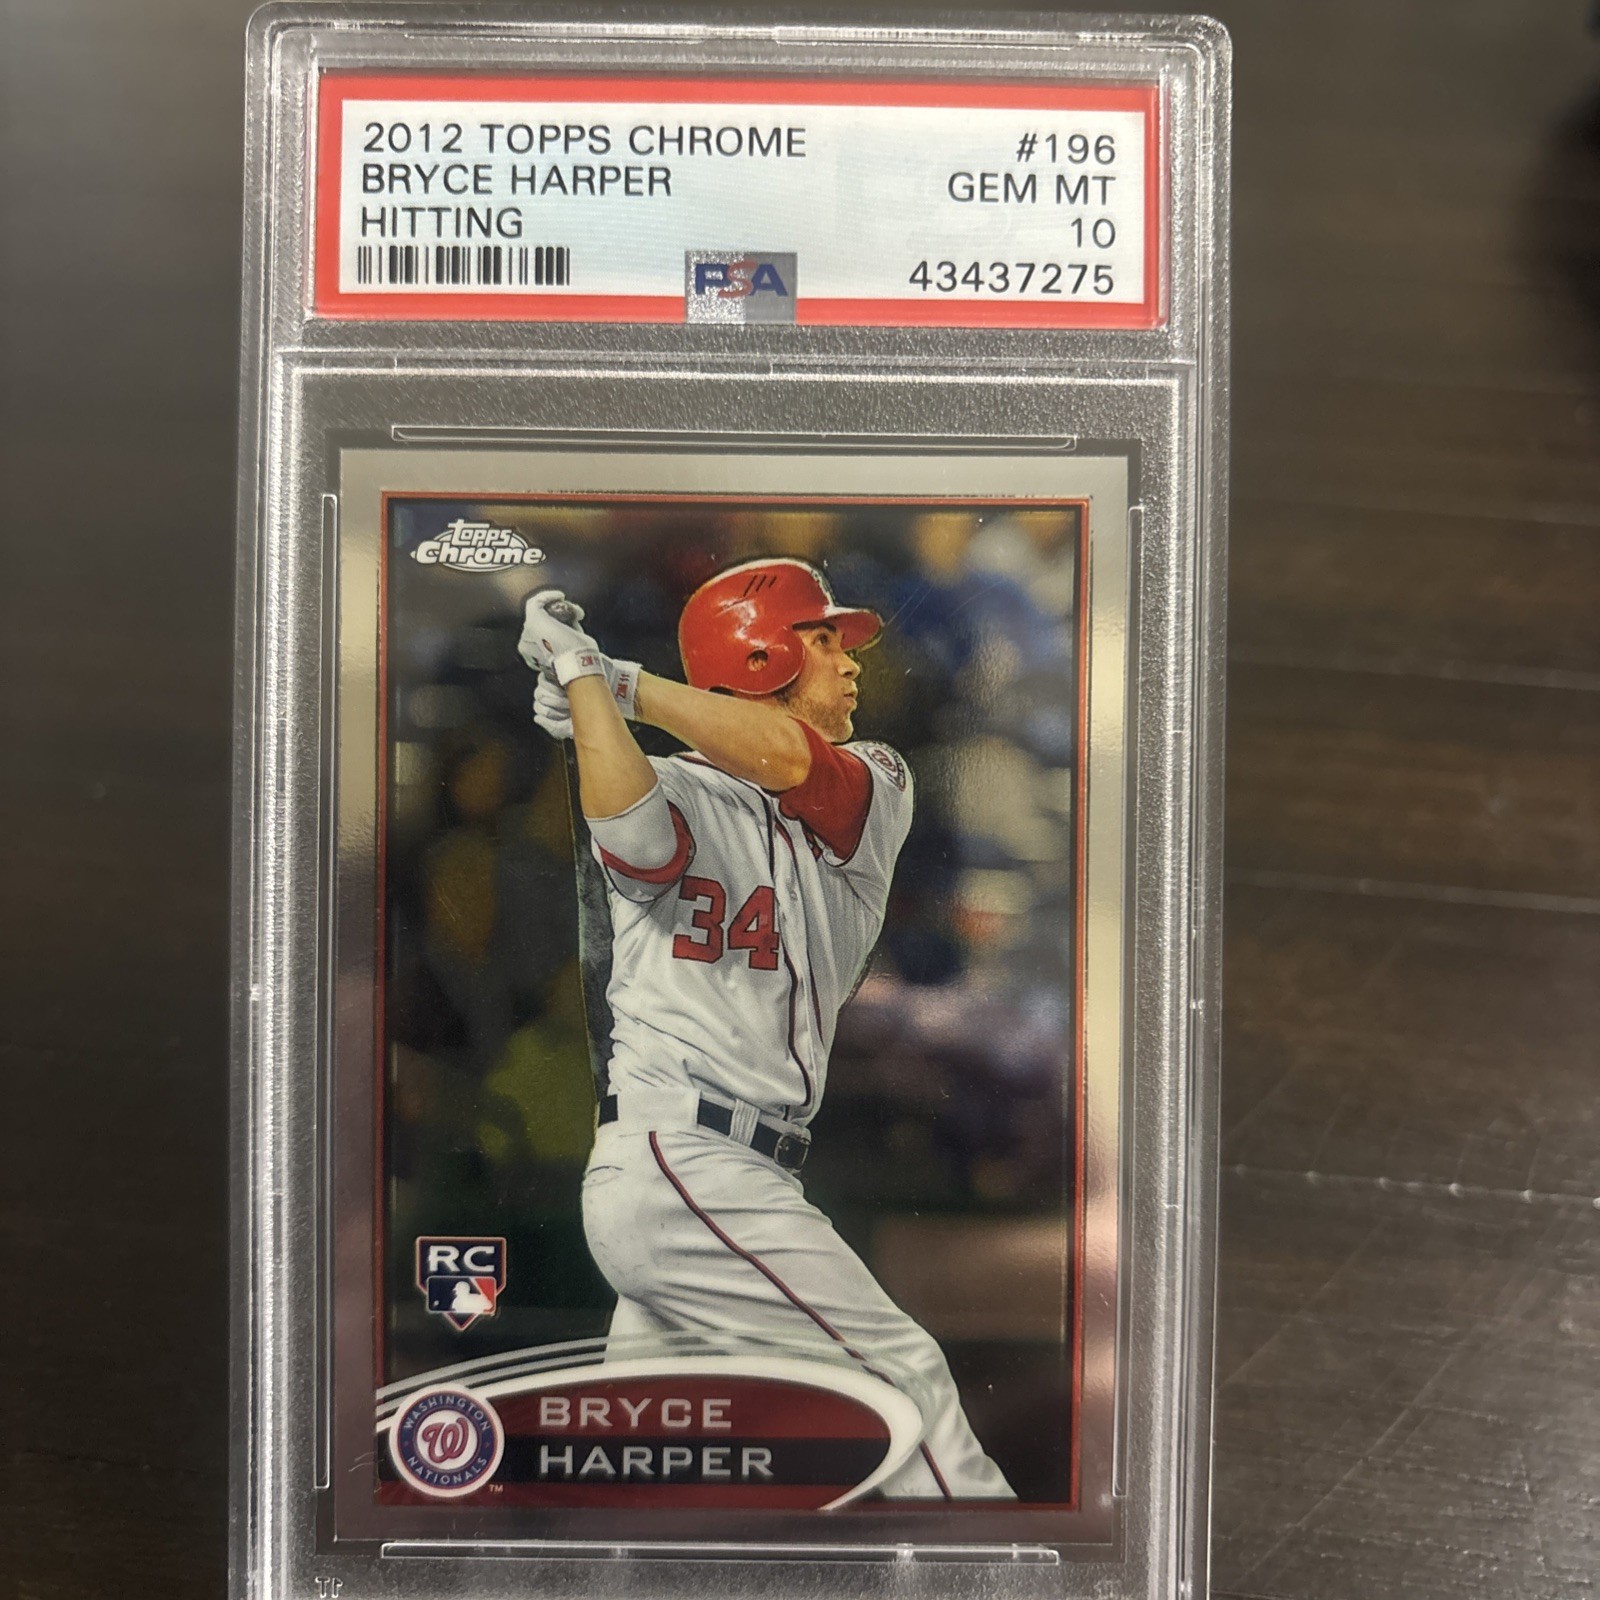 2012 TOPPS CHROME #196
BRYCE HARPER GEM MT
HITTING 10
PSA 43437275
topps
Chrome
34
RC
WASHINGTON
W
NATIONALS
TM
BRYCE
HARPER